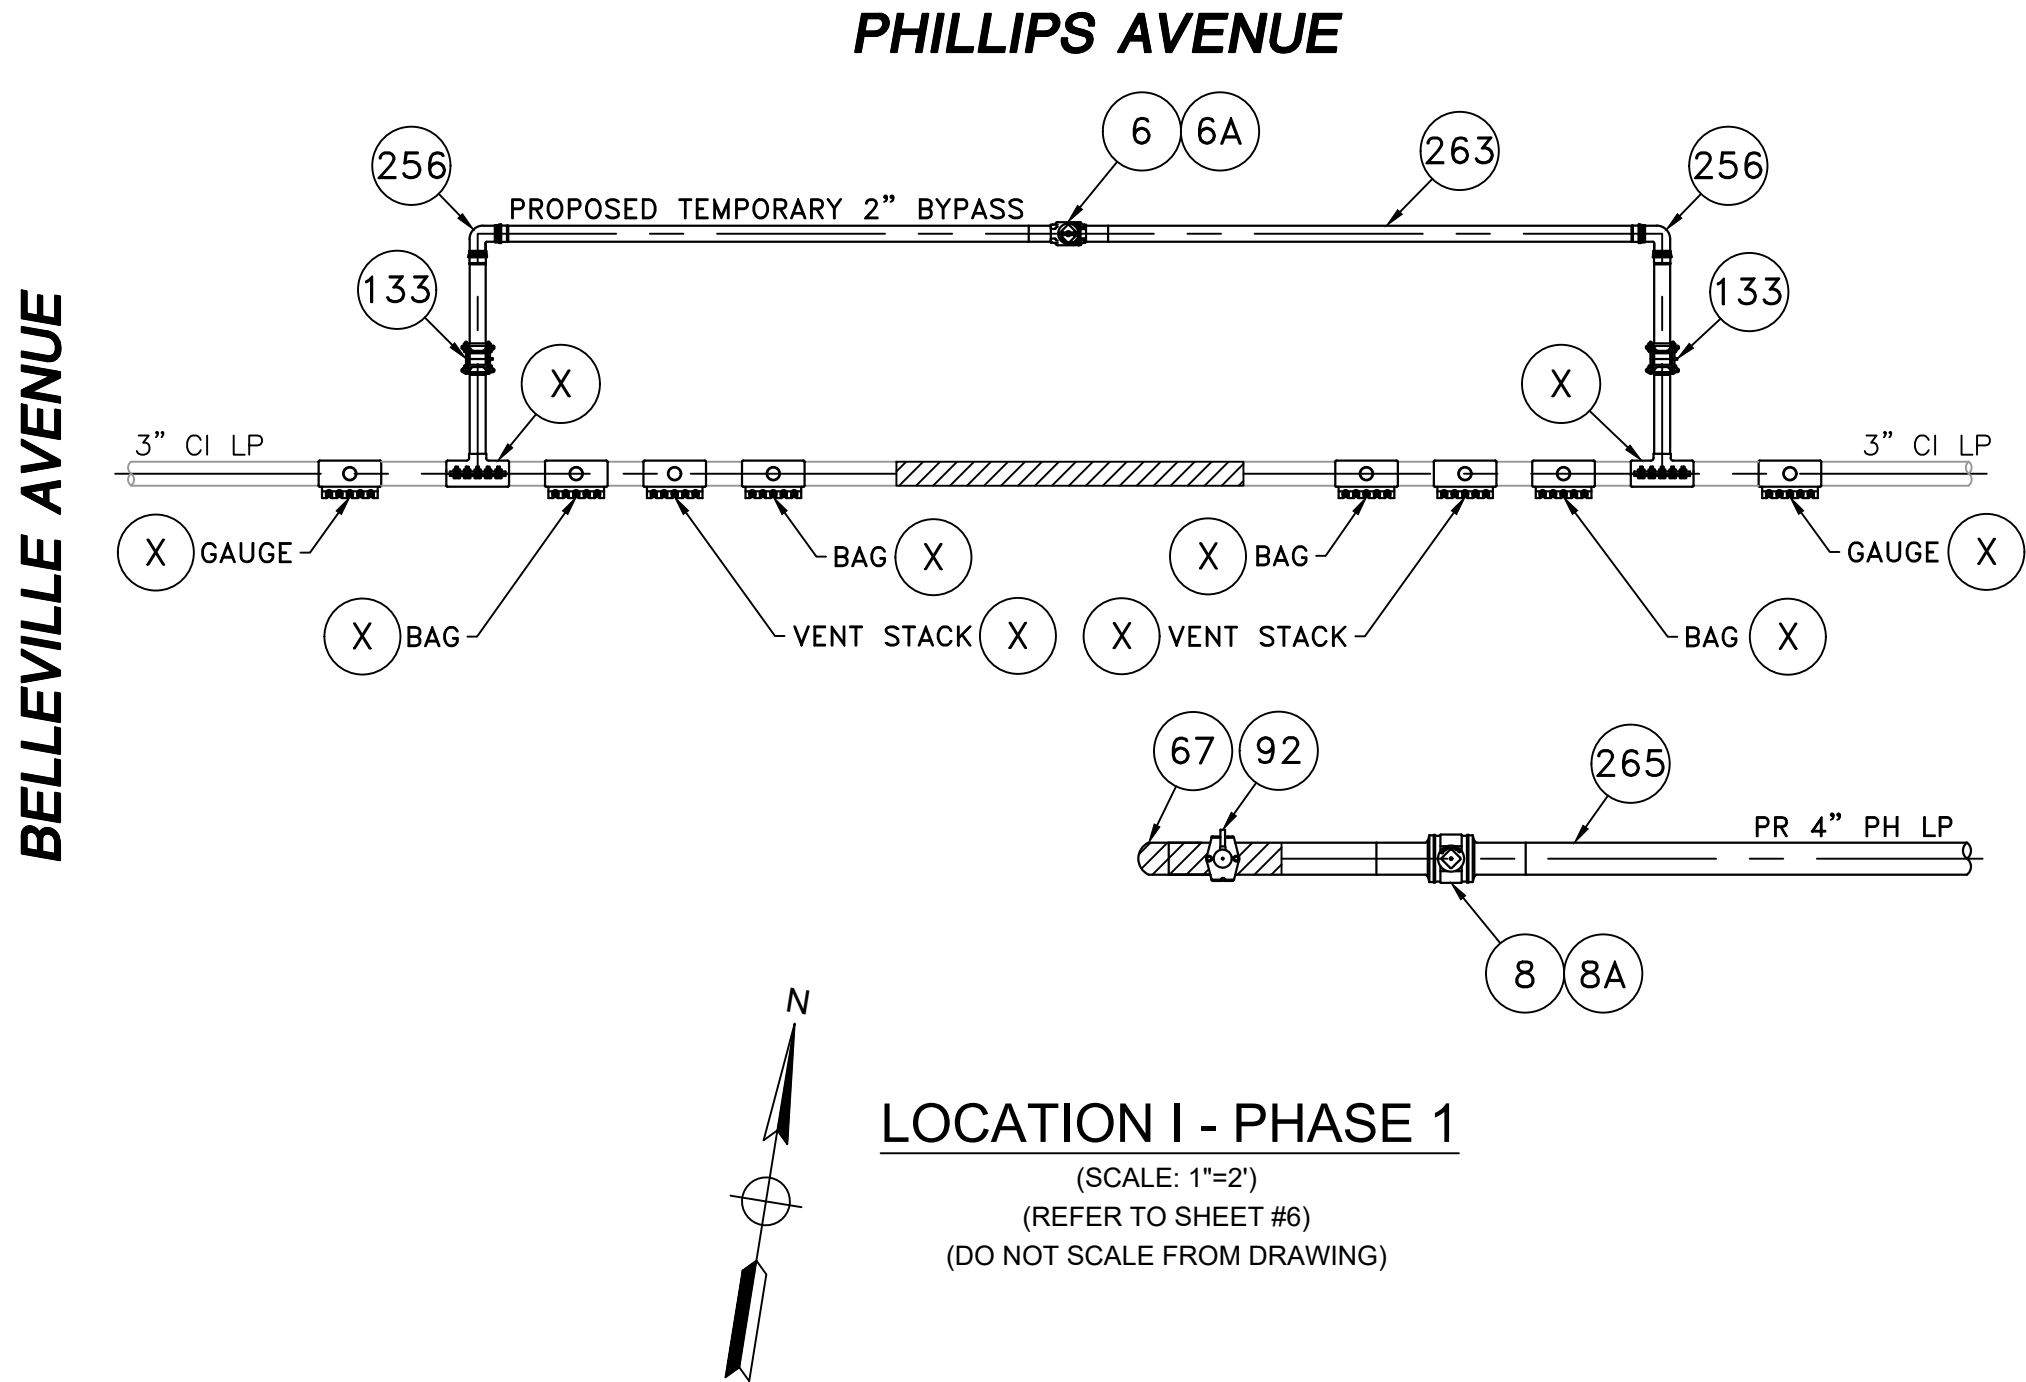 PHILLIPS AVENUE
BELLEVILLE AVENUE
6 6A
256
263
256
PROPOSED TEMPORARY 2” BYPASS
133
133
X
X
3” CI LP
3” CI LP
X GAUGE
BAG X
X BAG
GAUGE X
X BAG
VENT STACK X
X VENT STACK
BAG X
67 92
265
PR 4” PH LP
8 8A
N
LOCATION I - PHASE 1
(SCALE: 1"=2')
(REFER TO SHEET #6)
(DO NOT SCALE FROM DRAWING)